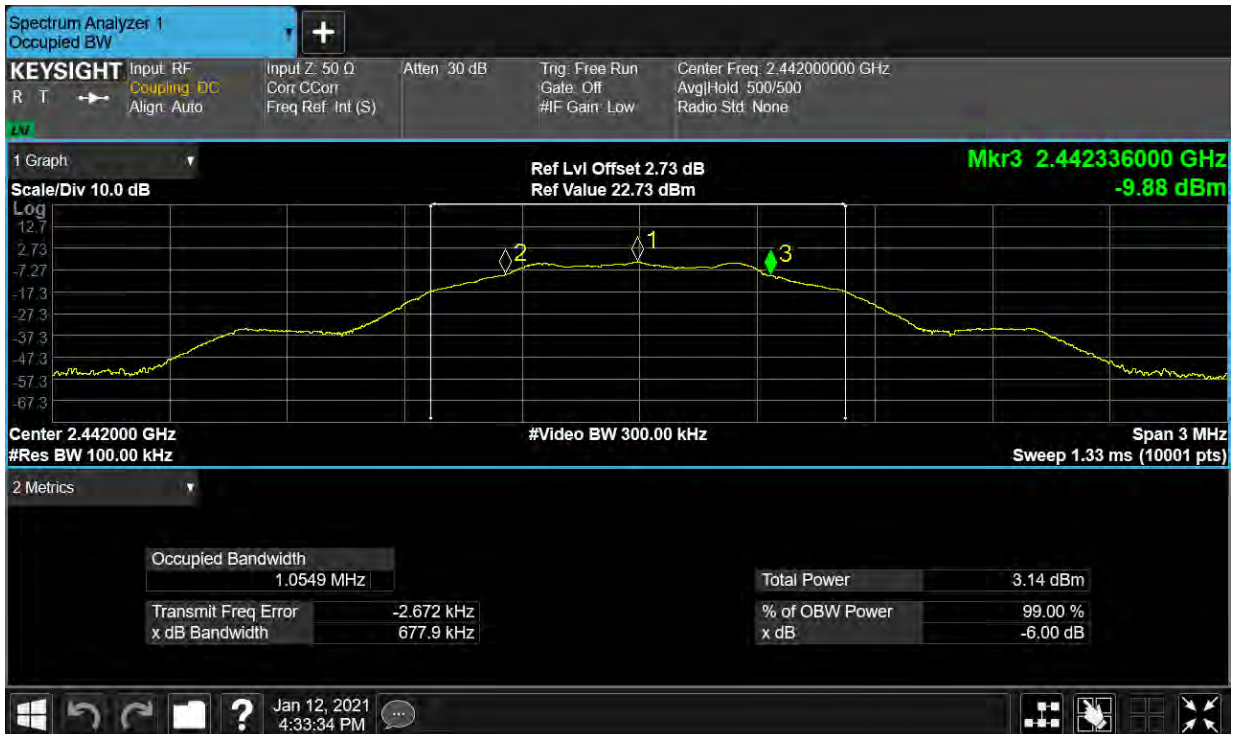 Spectrum Analyzer 1
Occupied BW
KEYSIGHT
R T
Input: RF
Coupling: DC
Align: Auto
Input Z: 50 Ω
Corr CCorr
Freq Ref: Int (S)
Atten: 30 dB
Trig: Free Run
Gate: Off
#IF Gain: Low
Center Freq: 2.442000000 GHz
Avg|Hold: 500/500
Radio Std: None
1 Graph
Scale/Div 10.0 dB
Ref Lvl Offset 2.73 dB
Ref Value 22.73 dBm
Mkr3 2.442336000 GHz
-9.88 dBm
Log
12.7
2.73
-7.27
-17.3
-27.3
-37.3
-47.3
-57.3
-67.3
2
1
3
Center 2.442000 GHz
#Video BW 300.00 kHz
Span 3 MHz
#Res BW 100.00 kHz
Sweep 1.33 ms (10001 pts)
2 Metrics
Occupied Bandwidth
1.0549 MHz
Total Power 3.14 dBm
Transmit Freq Error -2.672 kHz
% of OBW Power 99.00 %
x dB Bandwidth 677.9 kHz
x dB -6.00 dB
?
Jan 12, 2021
4:33:34 PM